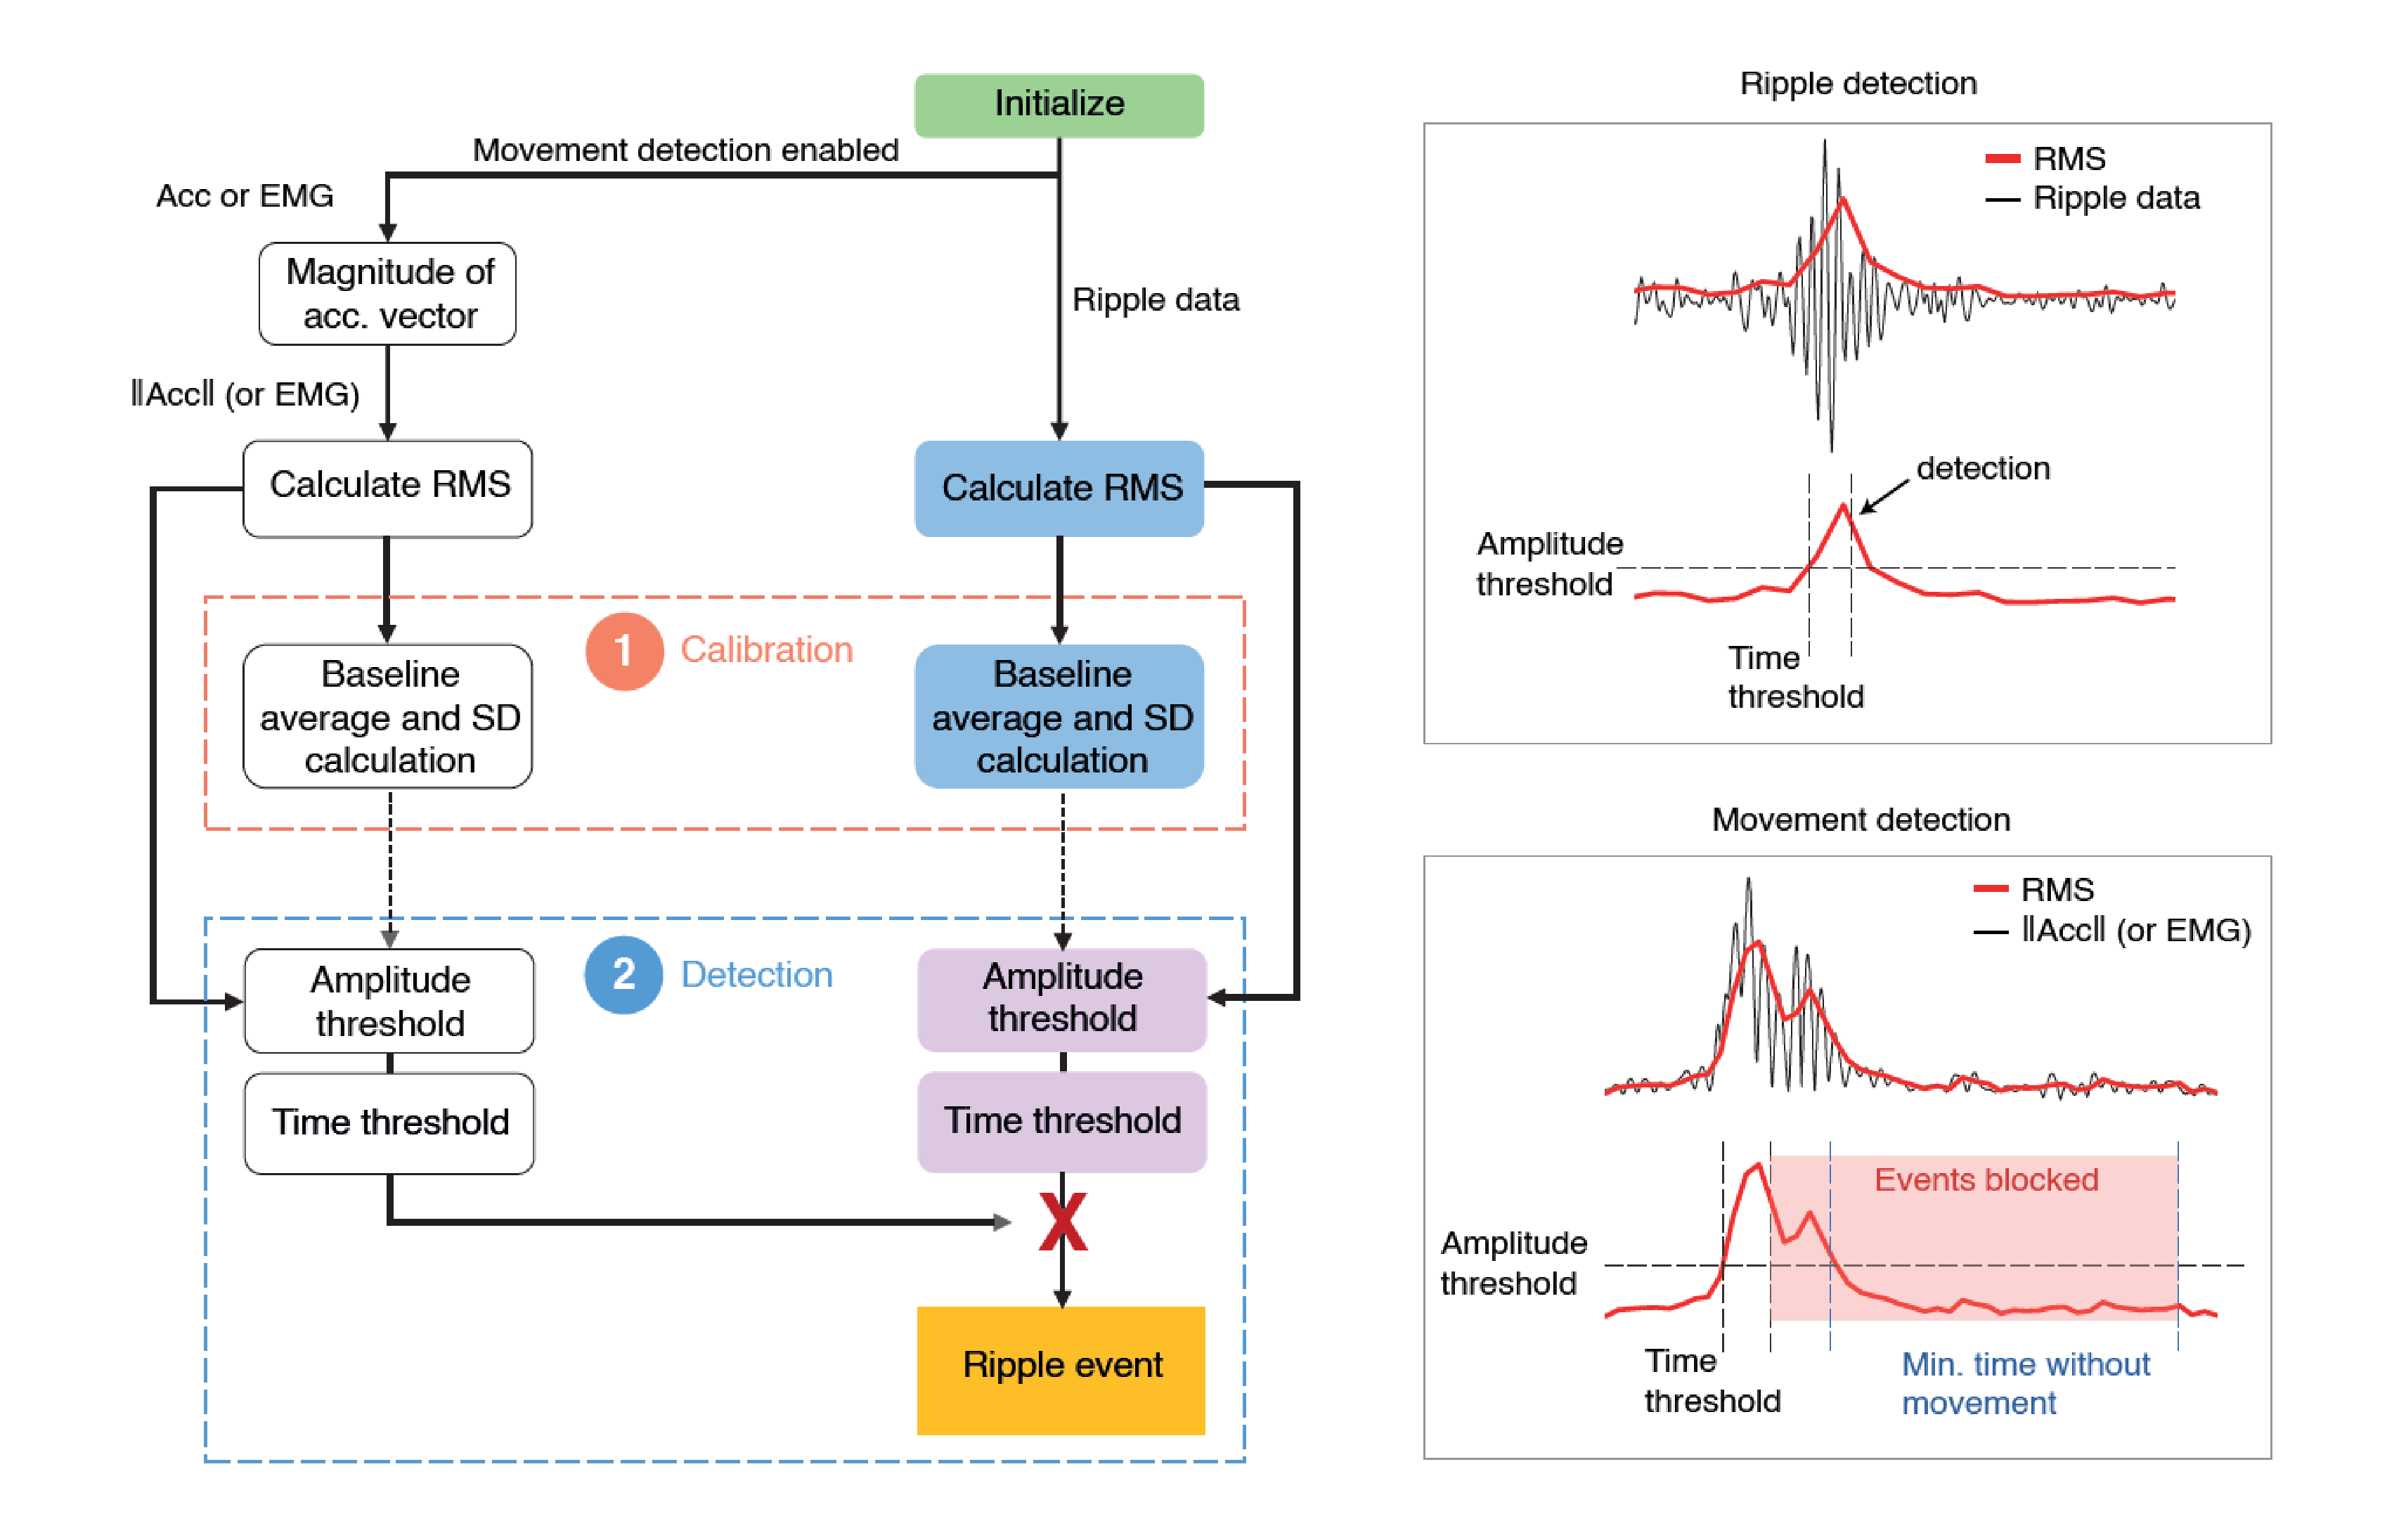 Initialize
Movement detection enabled
Acc or EMG
Magnitude of
acc. vector
Ripple data
‖Acc‖ (or EMG)
Calculate RMS
Calculate RMS
1
Calibration
Baseline
average and SD
calculation
Baseline
average and SD
calculation
2
Detection
Amplitude
threshold
Amplitude
threshold
Time threshold
Time threshold
X
Ripple event
Ripple detection
RMS
Ripple data
detection
Amplitude
threshold
Time
threshold
Movement detection
RMS
‖Acc‖ (or EMG)
Events blocked
Amplitude
threshold
Time
threshold
Min. time without
movement